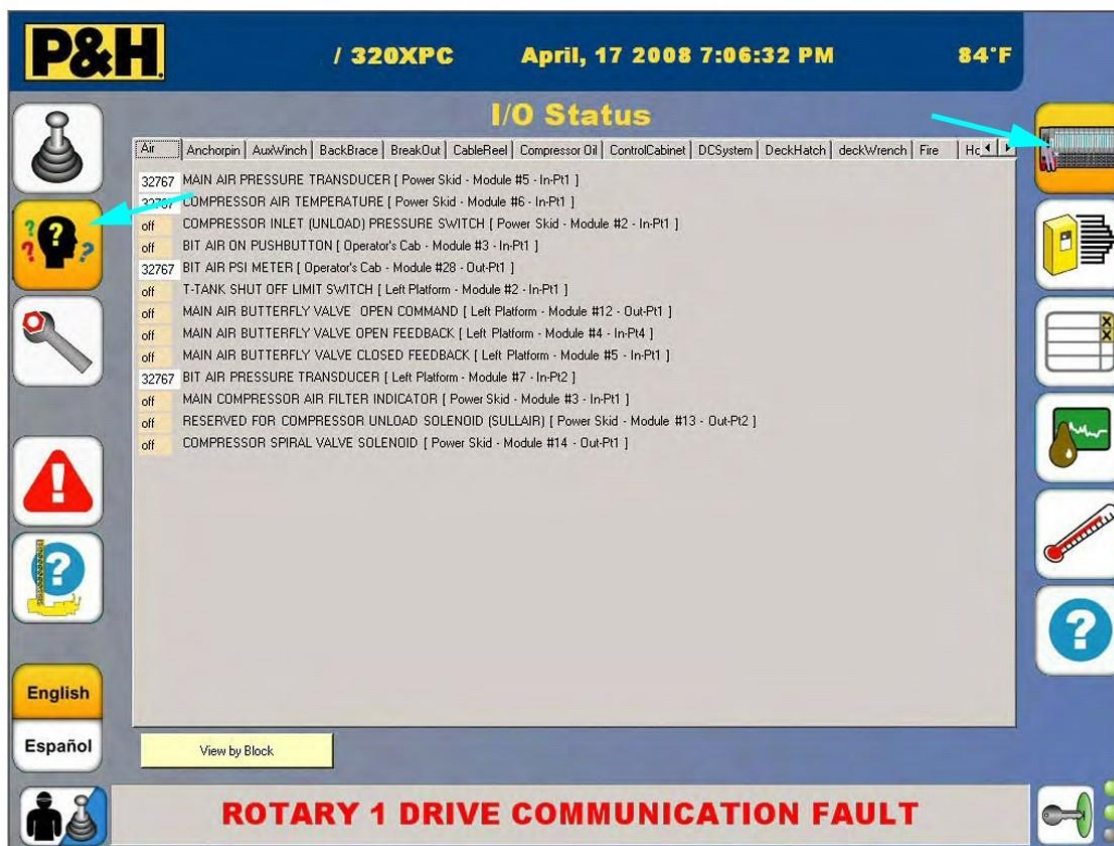 P&H.
/ 320XPC April, 17 2008 7:06:32 PM 84°F
I/O Status
Air Anchorpin AuxWinch BackBrace BreakOut CableReel Compressor Oil ControlCabinet DCSystem DeckHatch deckWrench Fire
32767 MAIN AIR PRESSURE TRANSDUCER [ Power Skid - Module #5 - In-Pt1 ]
32767 COMPRESSOR AIR TEMPERATURE [ Power Skid - Module #6 - In-Pt1 ]
off COMPRESSOR INLET (UNLOAD) PRESSURE SWITCH [ Power Skid - Module #2 - In-Pt1 ]
off BIT AIR ON PUSHBUTTON [ Operator's Cab - Module #3 - In-Pt1 ]
32767 BIT AIR PSI METER [ Operator's Cab - Module #28 - Out-Pt1 ]
off T-TANK SHUT OFF LIMIT SWITCH [ Left Platform - Module #2 - In-Pt1 ]
off MAIN AIR BUTTERFLY VALVE OPEN COMMAND [ Left Platform - Module #12 - Out-Pt1 ]
off MAIN AIR BUTTERFLY VALVE OPEN FEEDBACK [ Left Platform - Module #4 - In-Pt4 ]
off MAIN AIR BUTTERFLY VALVE CLOSED FEEDBACK [ Left Platform - Module #5 - In-Pt1 ]
32767 BIT AIR PRESSURE TRANSDUCER [ Left Platform - Module #7 - In-Pt2 ]
off MAIN COMPRESSOR AIR FILTER INDICATOR [ Power Skid - Module #3 - In-Pt1 ]
off RESERVED FOR COMPRESSOR UNLOAD SOLENOID (SULLAIR) [ Power Skid - Module #13 - Out-Pt2 ]
off COMPRESSOR SPIRAL VALVE SOLENOID [ Power Skid - Module #14 - Out-Pt1 ]
English
Español
View by Block
ROTARY 1 DRIVE COMMUNICATION FAULT